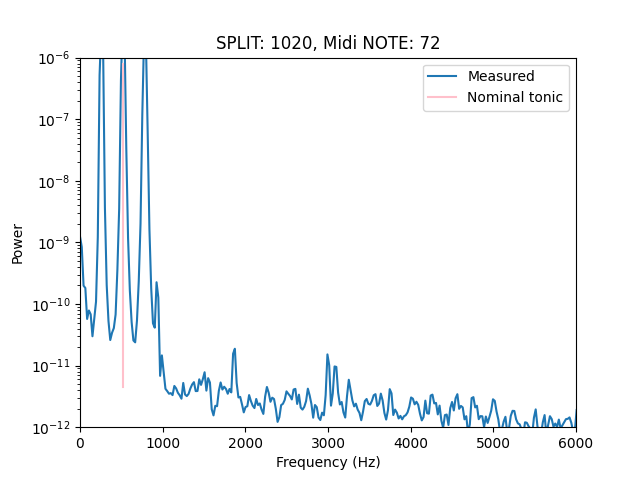 SPLIT: 1020, Midi NOTE: 72
Measured
Nominal tonic
10⁻⁶
10⁻⁷
10⁻⁸
10⁻⁹
10⁻¹⁰
10⁻¹¹
10⁻¹²
Power
0 1000 2000 3000 4000 5000 6000
Frequency (Hz)